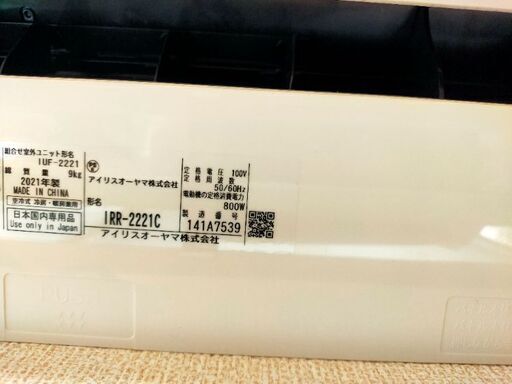 組合せ室外ユニット形名
IUF-2221
総質量 9kg
2021年製
MADE IN CHINA
空冷式 冷房・暖房兼用
日本国内専用品
Use only in Japan
PS
E
アイリスオーヤマ株式会社
形名
IRR-2221C
アイリスオーヤマ株式会社
定格電圧 100V
定格周波数
50/60Hz
電動機の定格消費電力
800W
製造番号
141A7539